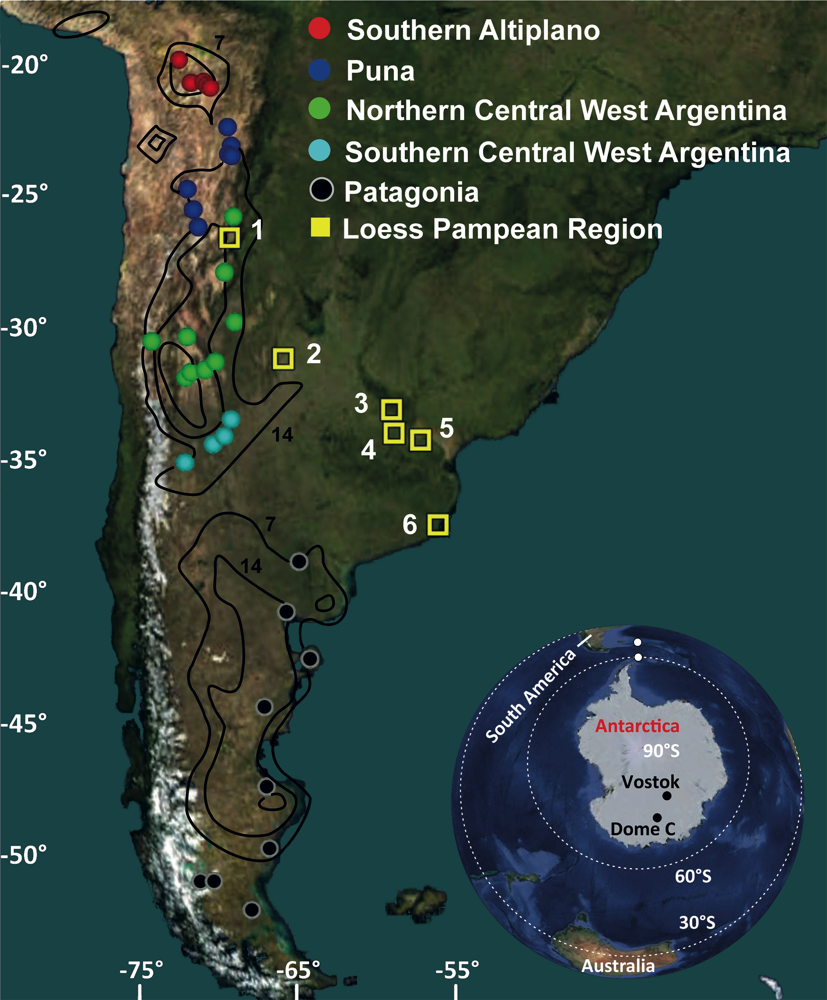 Southern Altiplano
7
-20°
Puna
Northern Central West Argentina
Southern Central West Argentina
-25°
Patagonia
1
Loess Pampean Region
-30°
2
3
5
14
4
-35°
7
6
14
-40°
South America
-45°
Antarctica
90°S
Vostok
Dome C
-50°
60°S
30°S
Australia
-75°
-65°
-55°